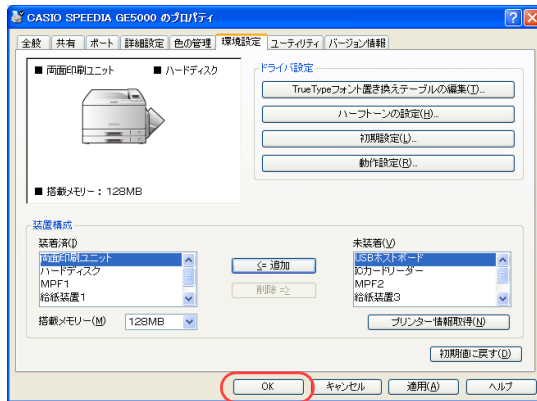 CASIO SPEEDIA GE5000 のプロパティ
全般 共有 ポート 詳細設定 色の管理 環境設定 ユーティリティ バージョン情報
■ 両面印刷ユニット ■ ハードディスク
■ 搭載メモリー：128MB
ドライバ設定
TrueTypeフォント置き換えテーブルの編集(T)...
ハーフトーンの設定(H)...
初期設定(L)...
動作設定(R)...
装置構成
装着済(I) 未装着(V)
両面印刷ユニット
ハードディスク
MPF1
給紙装置1
<= 追加
削除 =>
USBホストボード
ICカードリーダー
MPF2
給紙装置3
搭載メモリー(M) 128MB プリンター情報取得(N)
初期値に戻す(D)
OK キャンセル 適用(A) ヘルプ